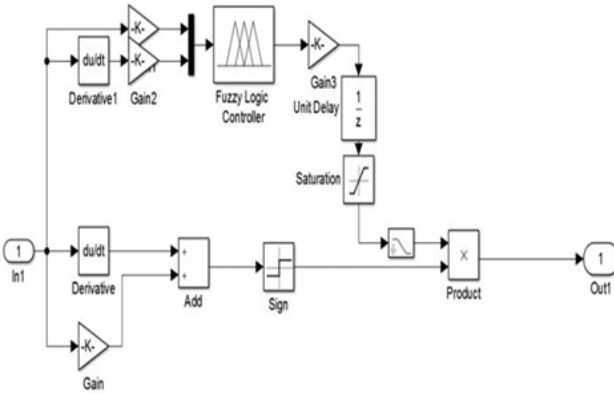 -K-
du/dt
-K-
Derivative1
Gain2
Fuzzy Logic
Controller
-K-
Gain3
Unit Delay
1
z
Saturation
1
In1
du/dt
Derivative
+
+
Add
Sign
×
Product
1
Out1
-K-
Gain